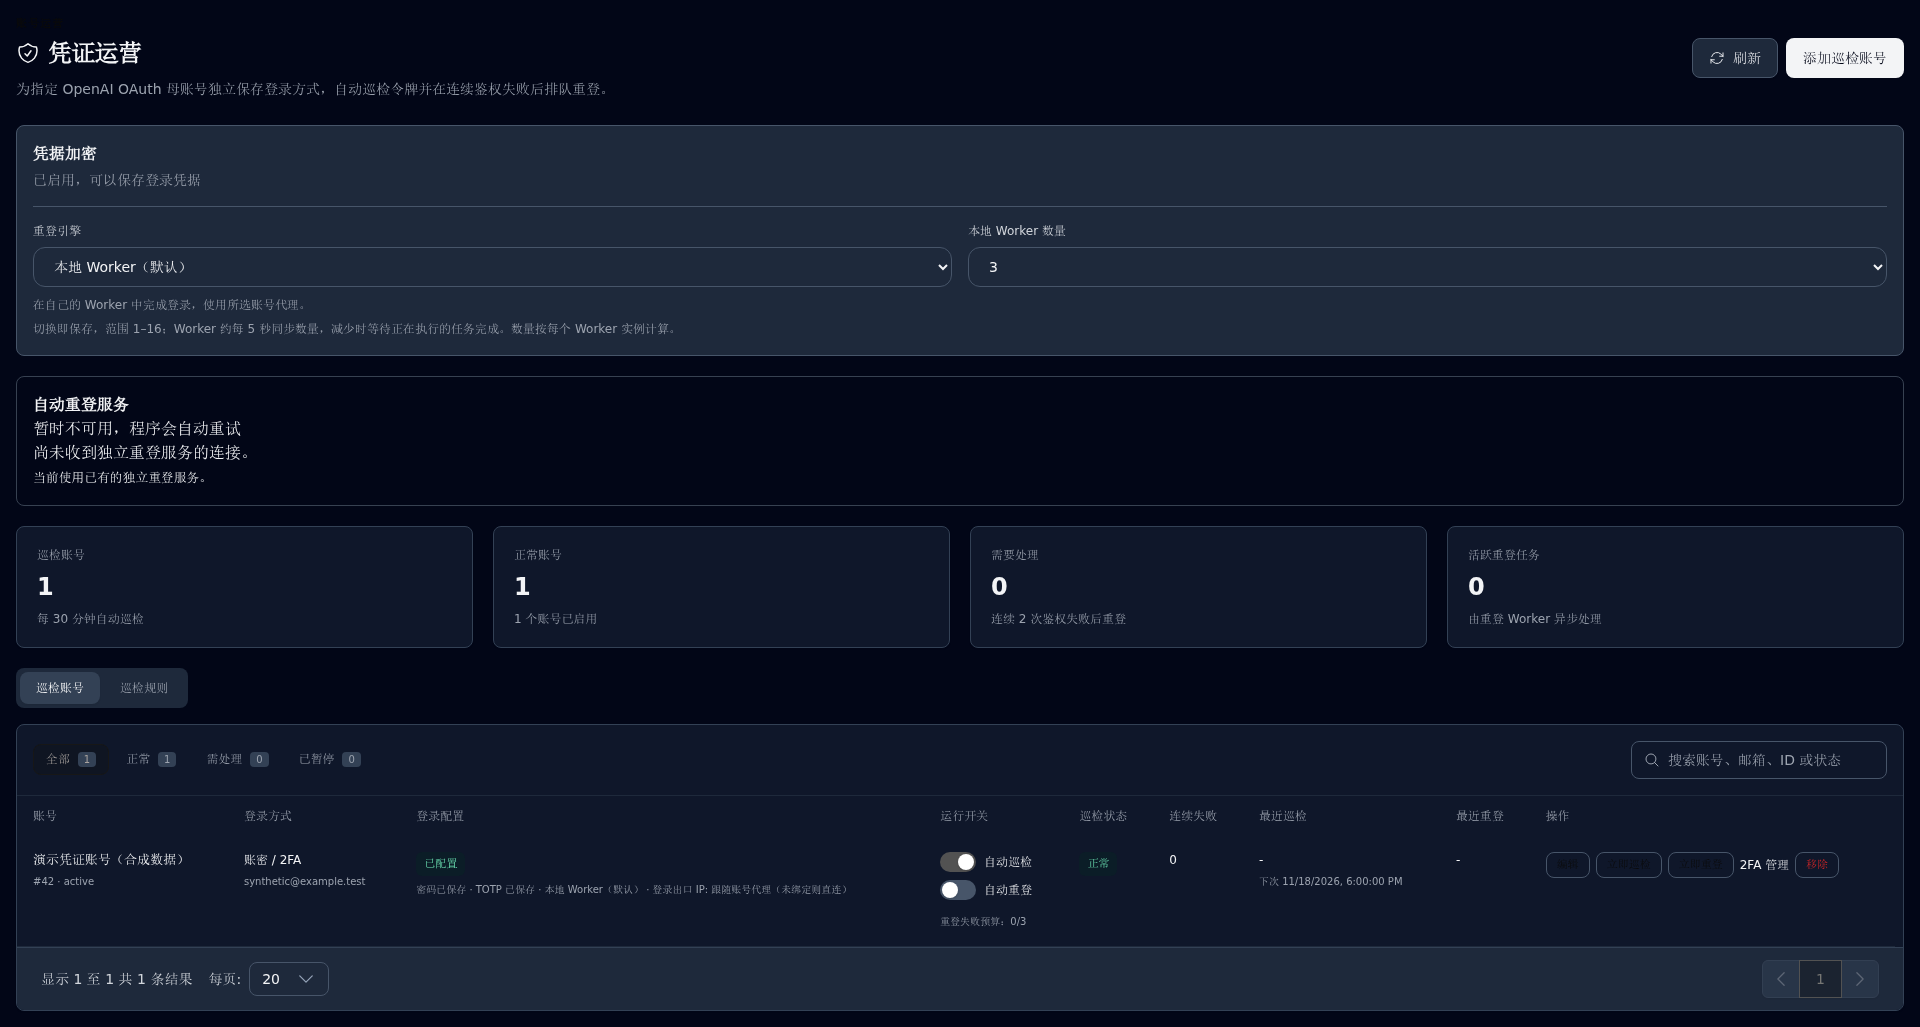 凭证运营
为指定 OpenAI OAuth 母账号独立保存登录方式，自动巡检令牌并在连续鉴权失败后排队重登。
刷新
添加巡检账号
凭据加密
已启用，可以保存登录凭据
重登引擎
本地 Worker 数量
本地 Worker（默认）
3
在自己的 Worker 中完成登录，使用所选账号代理。
切换即保存，范围 1–16；Worker 约每 5 秒同步数量，减少时等待正在执行的任务完成。数量按每个 Worker 实例计算。
自动重登服务
暂时不可用，程序会自动重试
尚未收到独立重登服务的连接。
当前使用已有的独立重登服务。
巡检账号
1
每 30 分钟自动巡检
正常账号
1
1 个账号已启用
需要处理
0
连续 2 次鉴权失败后重登
活跃重登任务
0
由重登 Worker 异步处理
巡检账号
巡检规则
全部 1
正常 1
需处理 0
已暂停 0
搜索账号、邮箱、ID 或状态
账号 登录方式 登录配置 运行开关 巡检状态 连续失败 最近巡检 最近重登 操作
演示凭证账号（合成数据）
#42 · active
账密 / 2FA
synthetic@example.test
已配置
密码已保存 · TOTP 已保存 · 本地 Worker（默认） · 登录出口 IP: 跟随账号代理（未绑定则直连）
自动巡检
自动重登
重登失败预算：0/3
正常
0
-
下次 11/18/2026, 6:00:00 PM
-
编辑 立即巡检 立即重登 2FA 管理 移除
显示 1 至 1 共 1 条结果 每页: 20
1